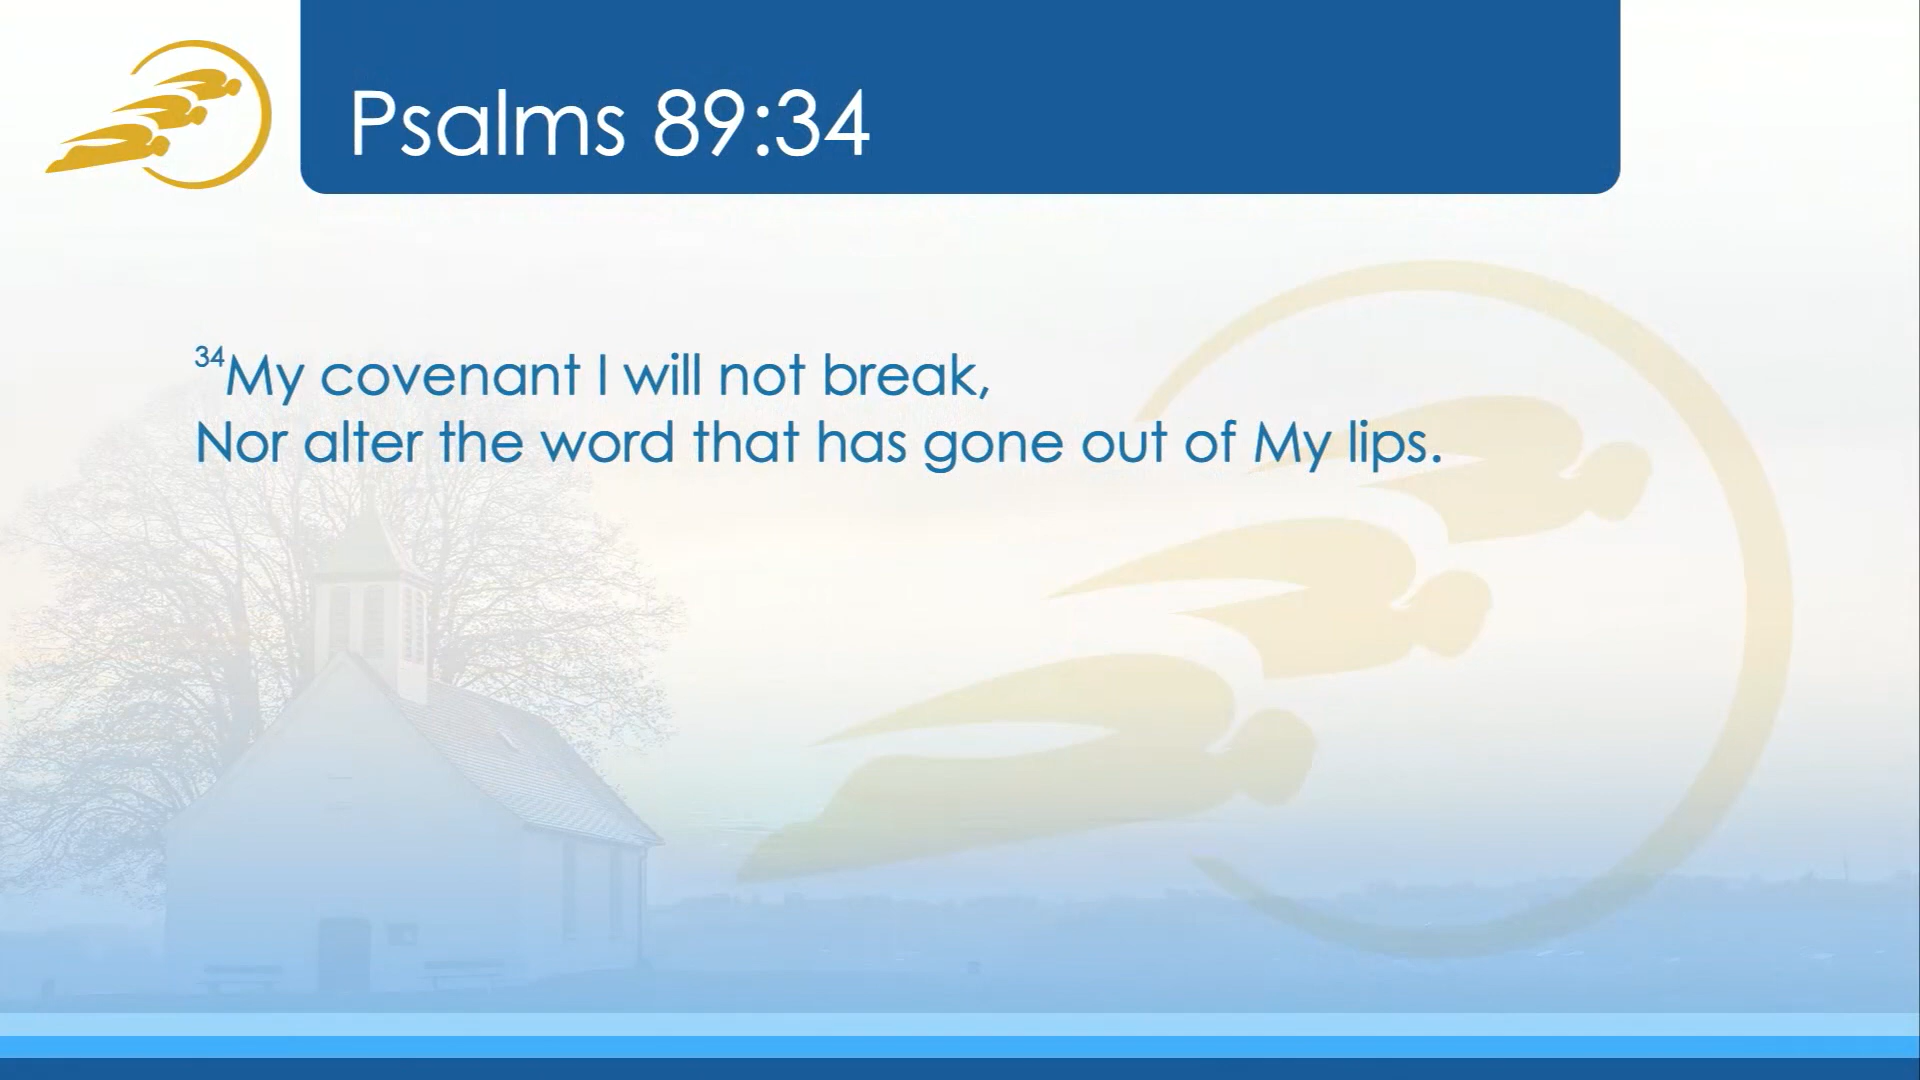 Psalms 89:34
34My covenant I will not break,
Nor alter the word that has gone out of My lips.